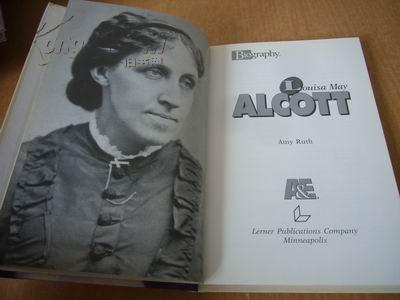 Biography.
Louisa May
ALCOTT
Amy Ruth
A&E
Lerner Publications Company
Minneapolis